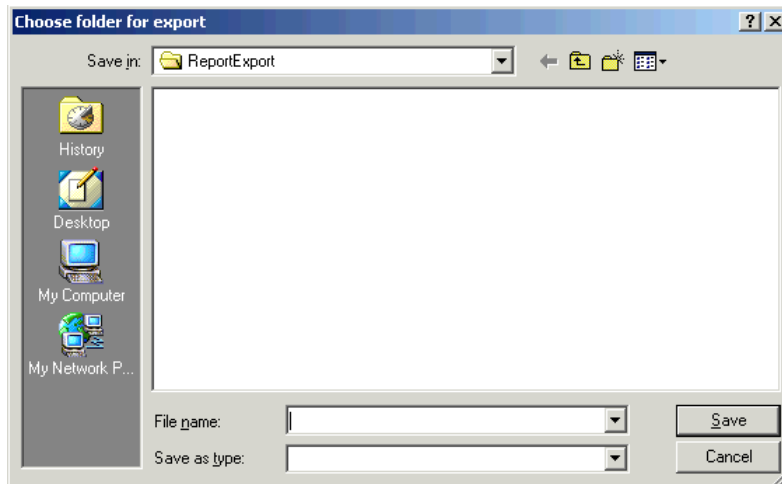 Choose folder for export
Save in: ReportExport
History
Desktop
My Computer
My Network P...
File name:
Save
Save as type:
Cancel